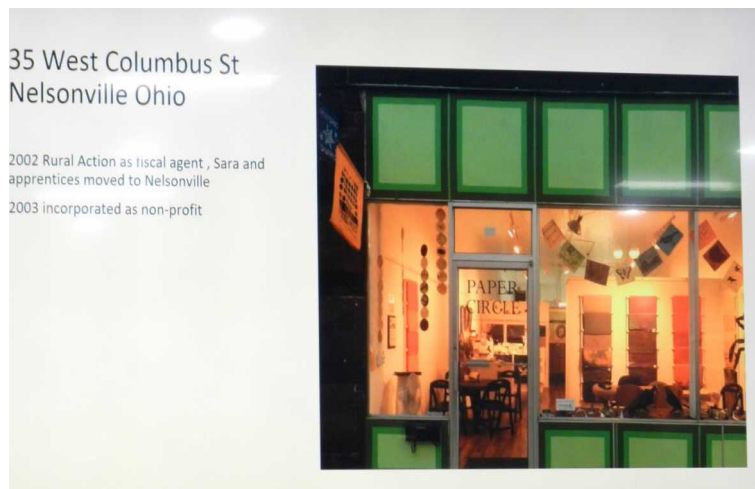 35 West Columbus St
Nelsonville Ohio
2002 Rural Action as fiscal agent , Sara and
apprentices moved to Nelsonville
2003 incorporated as non-profit
PAPER
CIRCLE